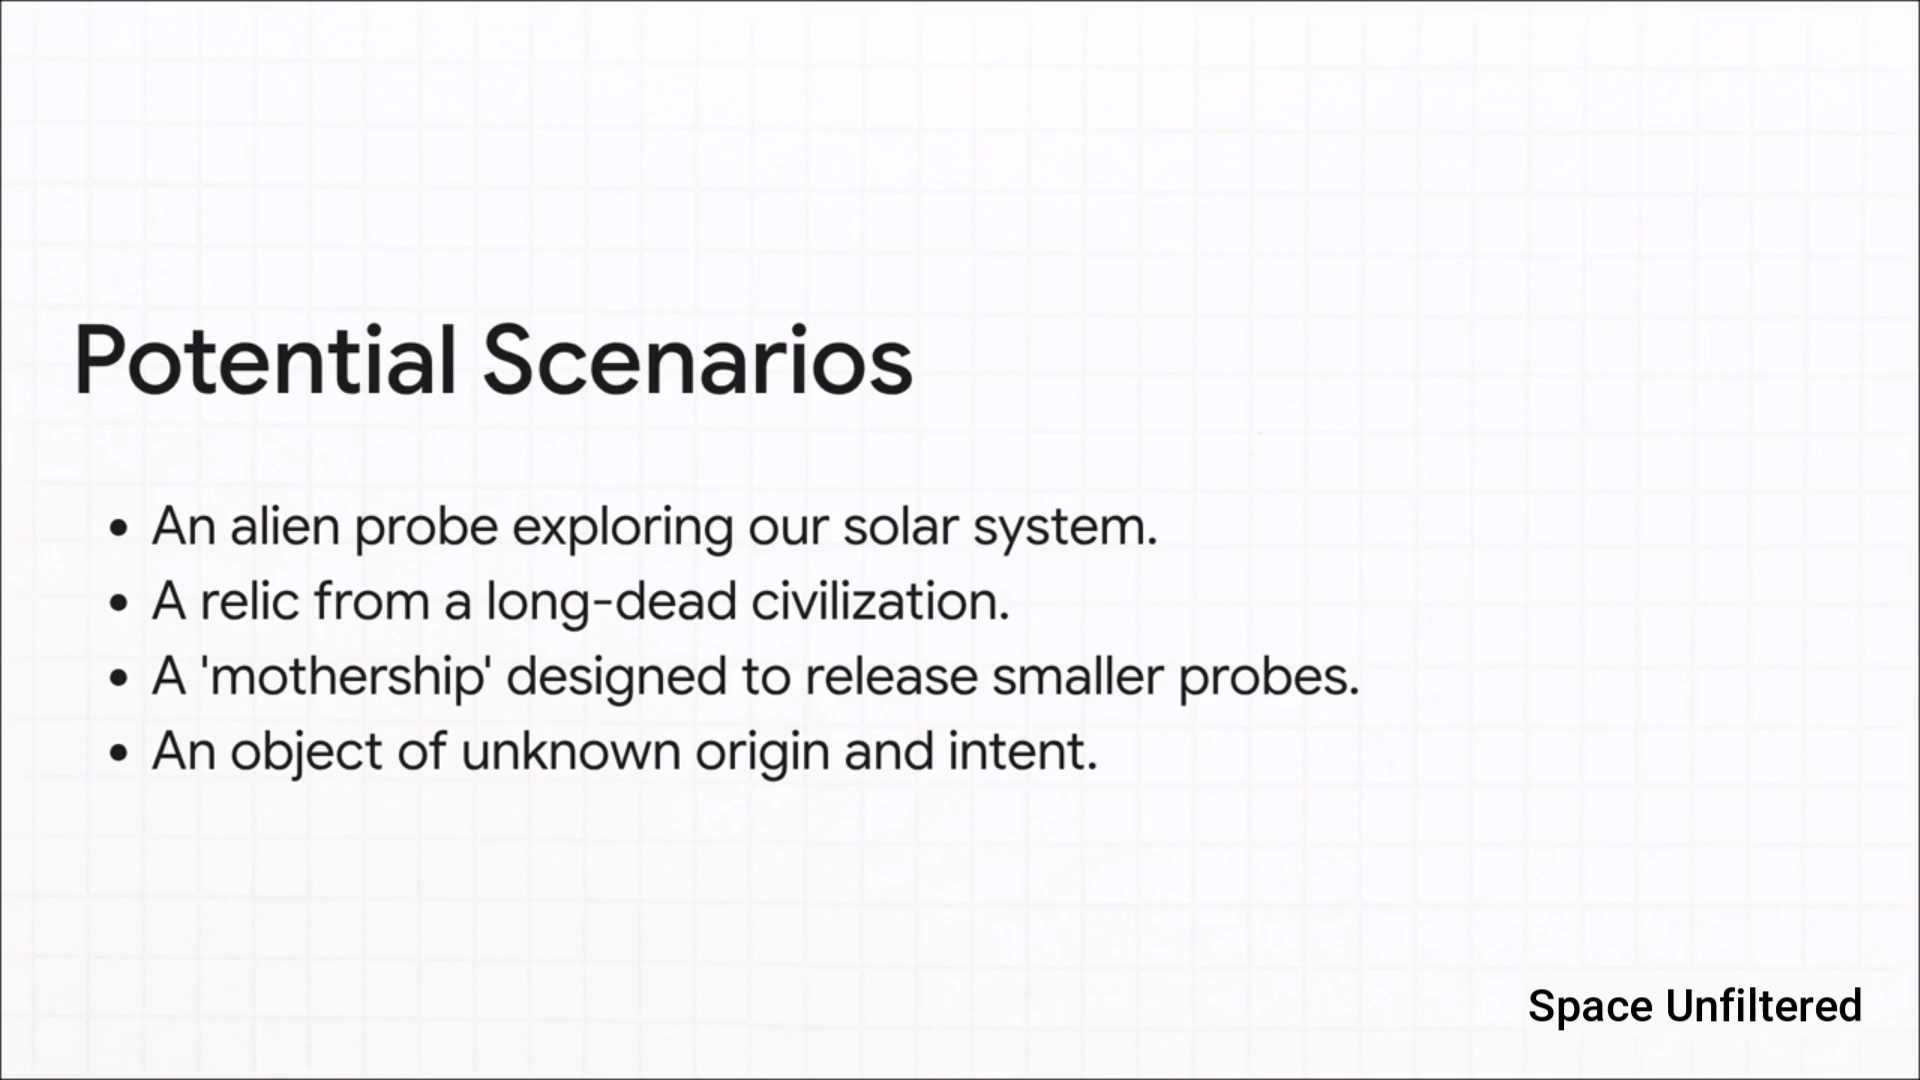 Potential Scenarios
• An alien probe exploring our solar system.
• A relic from a long-dead civilization.
• A 'mothership' designed to release smaller probes.
• An object of unknown origin and intent.
Space Unfiltered